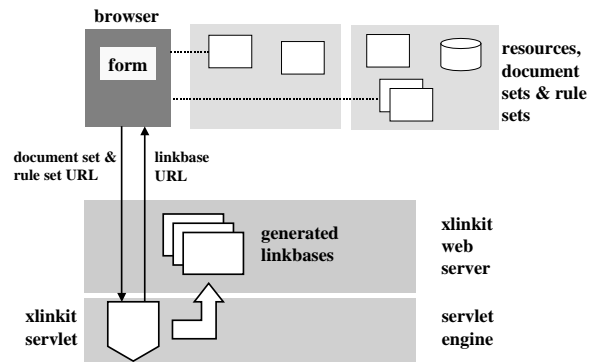 browser
form
resources,
document
sets & rule
sets
document set &
rule set URL
linkbase
URL
generated
linkbases
xlinkit
web
server
xlinkit
servlet
servlet
engine